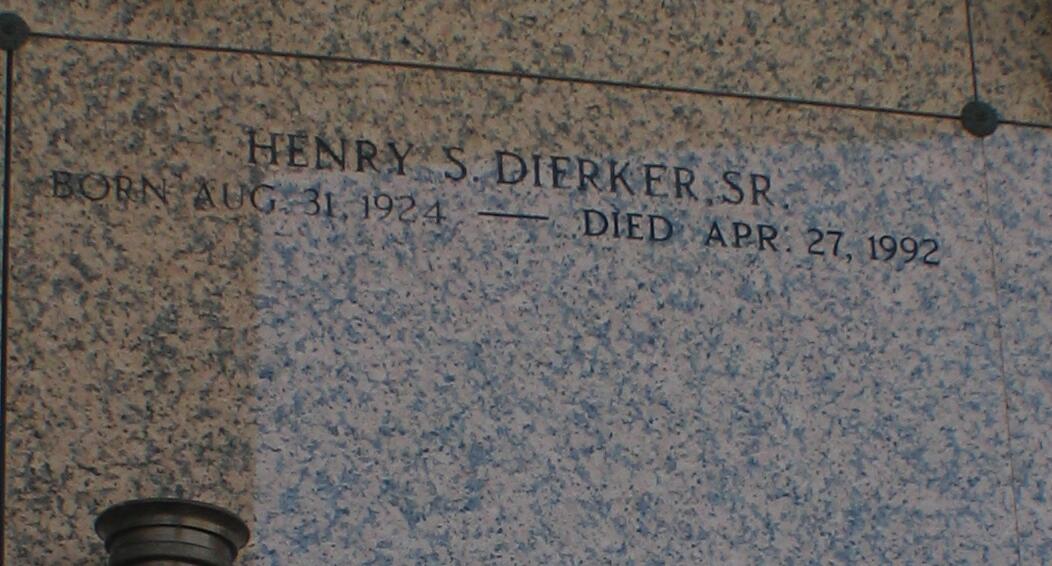 HENRY S. DIERKER, SR.
BORN AUG. 31, 1924 — DIED APR. 27, 1992